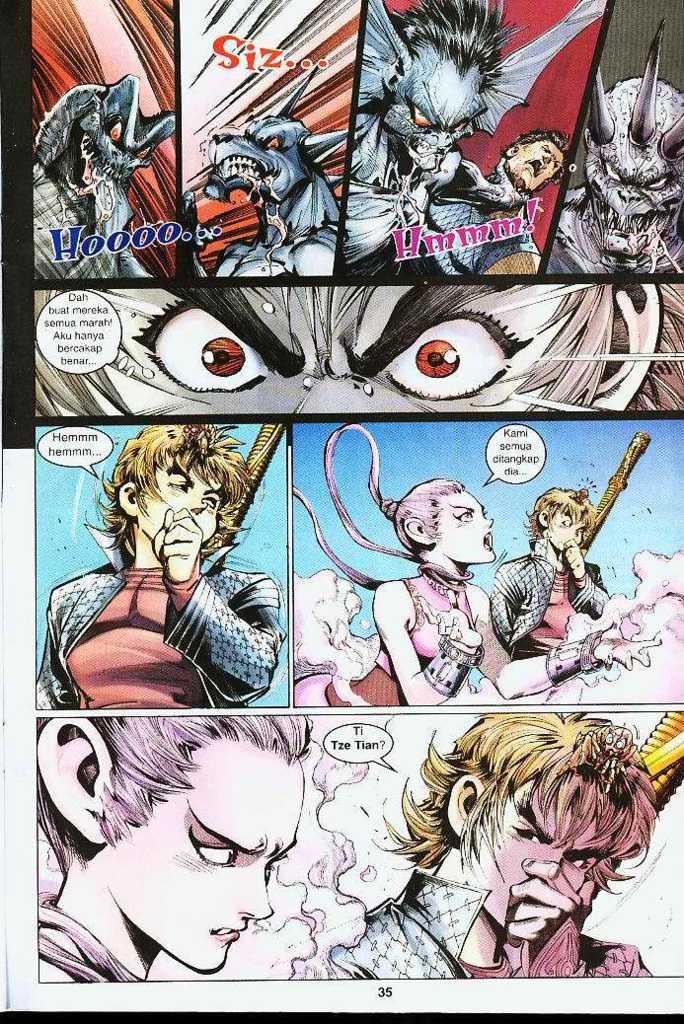 Siz...
Hoooo...
Hmmmm!
Dah
buat mereka
semua marah!
Aku hanya
bercakap
benar...
Hemmm
hemmm...
Kami
semua
ditangkap
dia...
Ti
Tze Tian?
35